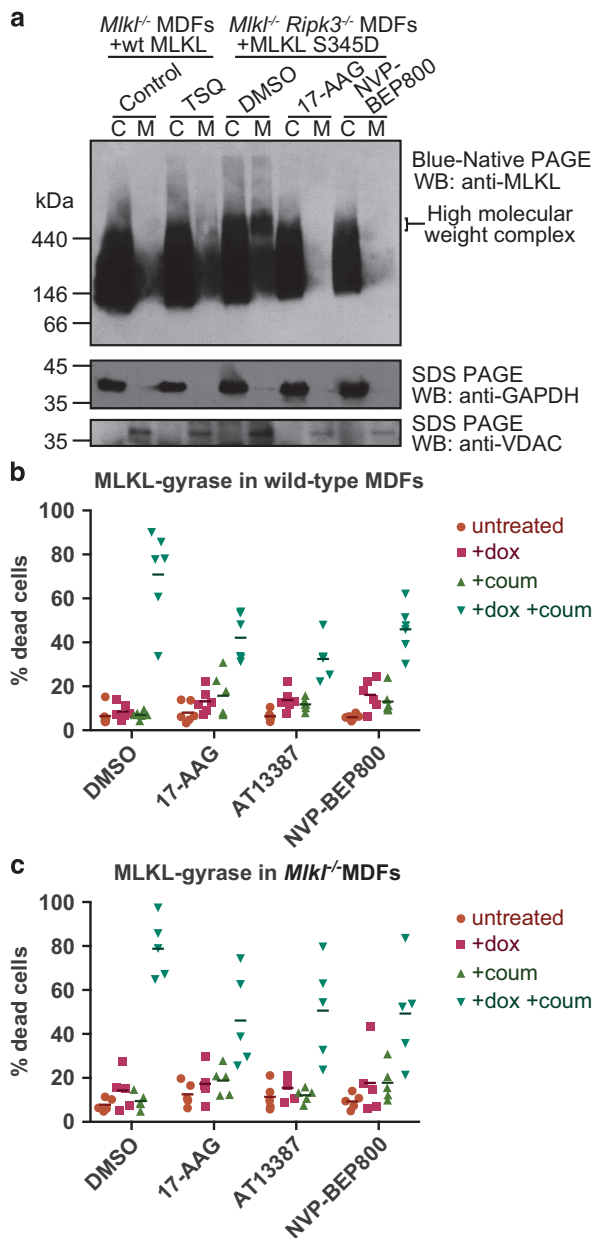 a
Mlkl-/- MDFs
+wt MLKL
Mlkl-/- Ripk3-/- MDFs
+MLKL S345D
Control
TSQ
DMSO
17-AAG
NVP-
BEP800
C M C M C M C M C M
kDa
440
146
66
Blue-Native PAGE
WB: anti-MLKL
High molecular
weight complex
45
35
SDS PAGE
WB: anti-GAPDH
35
SDS PAGE
WB: anti-VDAC
b
MLKL-gyrase in wild-type MDFs
% dead cells
100
80
60
40
20
0
DMSO
17-AAG
AT13387
NVP-BEP800
untreated
+dox
+coum
+dox +coum
c
MLKL-gyrase in Mlkl-/-MDFs
% dead cells
100
80
60
40
20
0
DMSO
17-AAG
AT13387
NVP-BEP800
untreated
+dox
+coum
+dox +coum